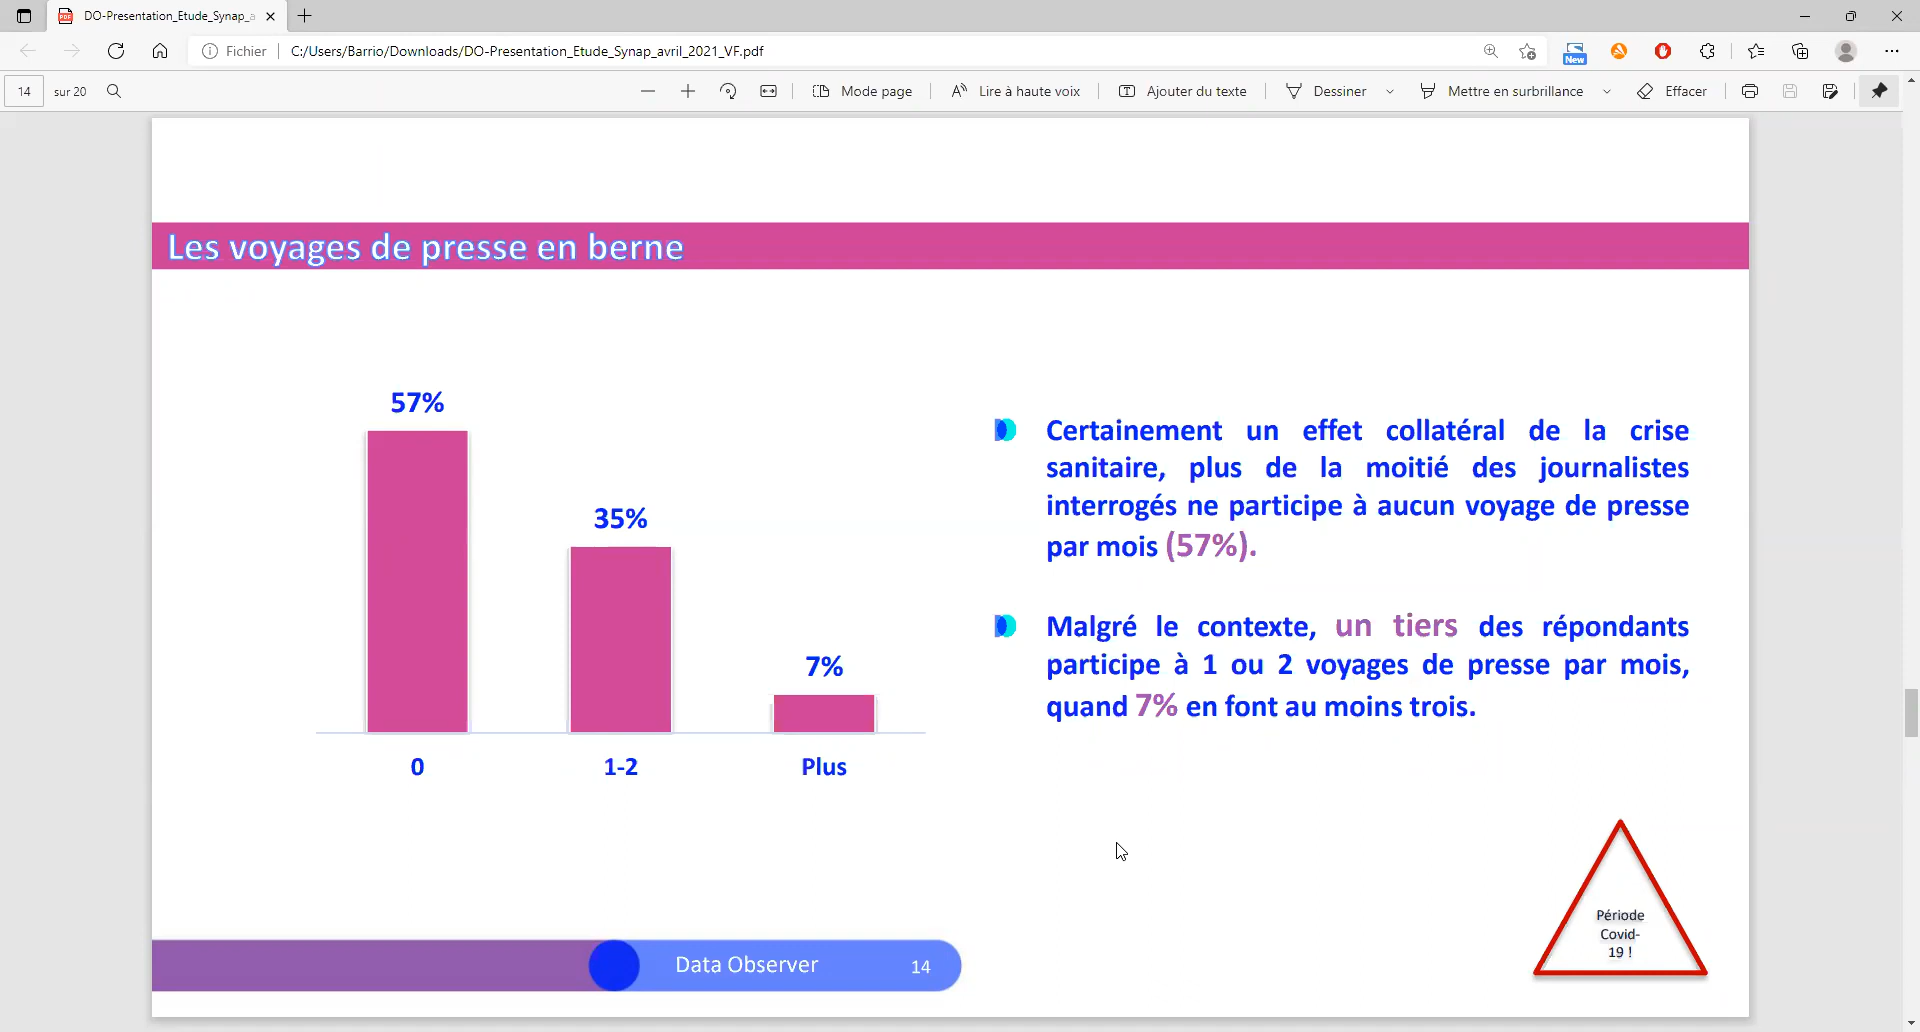 DO-Presentation_Etude_Synap_a
Fichier
C:/Users/Barrio/Downloads/DO-Presentation_Etude_Synap_avril_2021_VF.pdf
New
14 sur 20
Mode page
Lire à haute voix
Ajouter du texte
Dessiner
Mettre en surbrillance
Effacer
Les voyages de presse en berne
57%
35%
7%
0 1-2 Plus
Certainement un effet collatéral de la crise
sanitaire, plus de la moitié des journalistes
interrogés ne participe à aucun voyage de presse
par mois (57%).
Malgré le contexte, un tiers des répondants
participe à 1 ou 2 voyages de presse par mois,
quand 7% en font au moins trois.
Période
Covid-
19 !
Data Observer 14